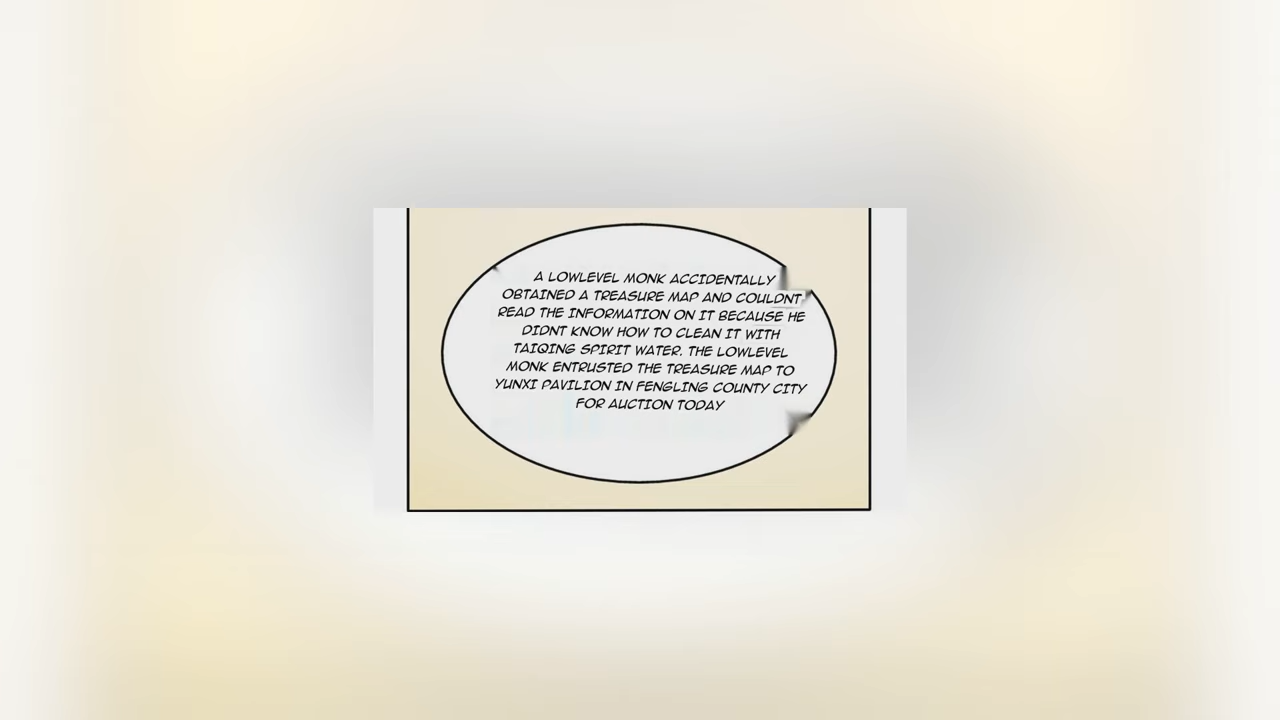 A LOWLEVEL MONK ACCIDENTALLY
OBTAINED A TREASURE MAP AND COULDNT
READ THE INFORMATION ON IT BECAUSE HE
DIDNT KNOW HOW TO CLEAN IT WITH
TAIQING SPIRIT WATER. THE LOWLEVEL
MONK ENTRUSTED THE TREASURE MAP TO
YUNXI PAVILION IN FENGLING COUNTY CITY
FOR AUCTION TODAY